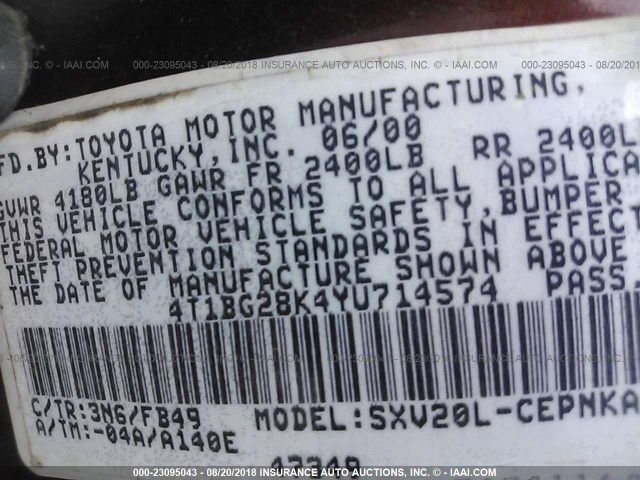 000-23095043 - 08/20/2018 INSURANCE AUTO AUCTIONS, INC. - © - IAAI.COM
FD.BY:TOYOTA MOTOR MANUFACTURING,
KENTUCKY,INC. 06/00
GVWR 4180LB GAWR FR 2400LB RR 2400L
THIS VEHICLE CONFORMS TO ALL APPLICA
FEDERAL MOTOR VEHICLE SAFETY,BUMPER
THEFT PREVENTION STANDARDS IN EFFECT
THE DATE OF MANUFACTURE SHOWN ABOVE
4T1BG28K4YU714574 PASS.
C/TR:3N6/FB49 MODEL:SXV20L-CEPNKA
A/TM:-04A/A140E
000-23095043 - 08/20/2018 INSURANCE AUTO AUCTIONS, INC. - © - IAAI.COM